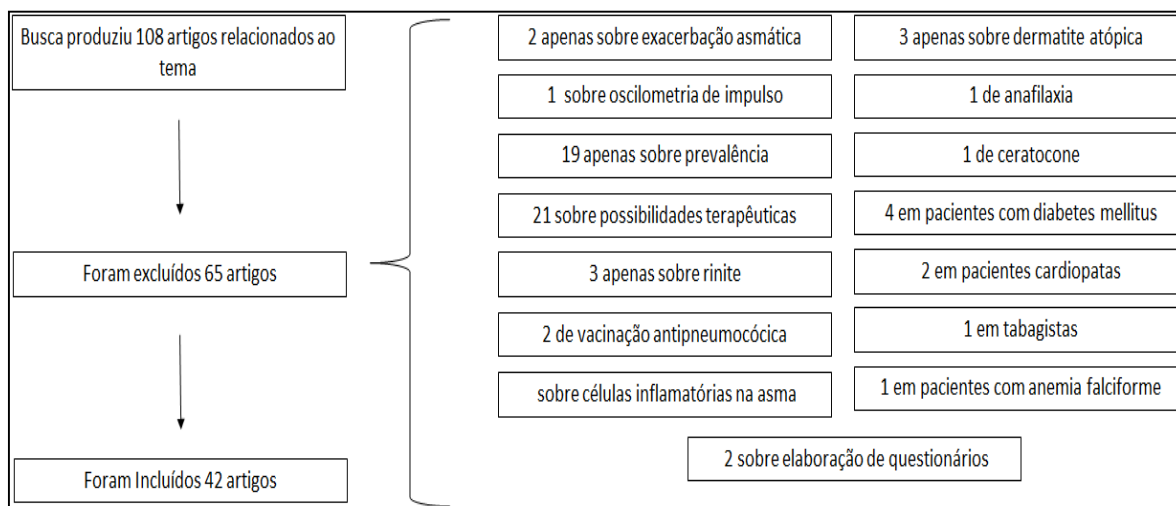 Busca produziu 108 artigos relacionados ao
tema
Foram excluídos 65 artigos
Foram Incluídos 42 artigos
2 apenas sobre exacerbação asmática
1 sobre oscilometria de impulso
19 apenas sobre prevalência
21 sobre possibilidades terapêuticas
3 apenas sobre rinite
2 de vacinação antipneumocócica
sobre células inflamatórias na asma
3 apenas sobre dermatite atópica
1 de anafilaxia
1 de ceratocone
4 em pacientes com diabetes mellitus
2 em pacientes cardiopatas
1 em tabagistas
1 em pacientes com anemia falciforme
2 sobre elaboração de questionários